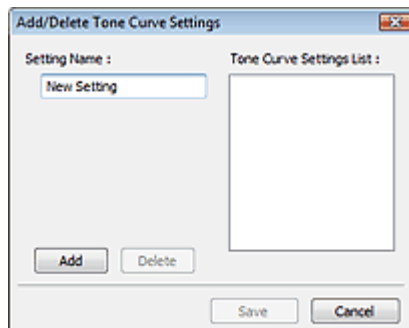 Add/Delete Tone Curve Settings
Setting Name :
Tone Curve Settings List :
New Setting
Add
Delete
Save
Cancel